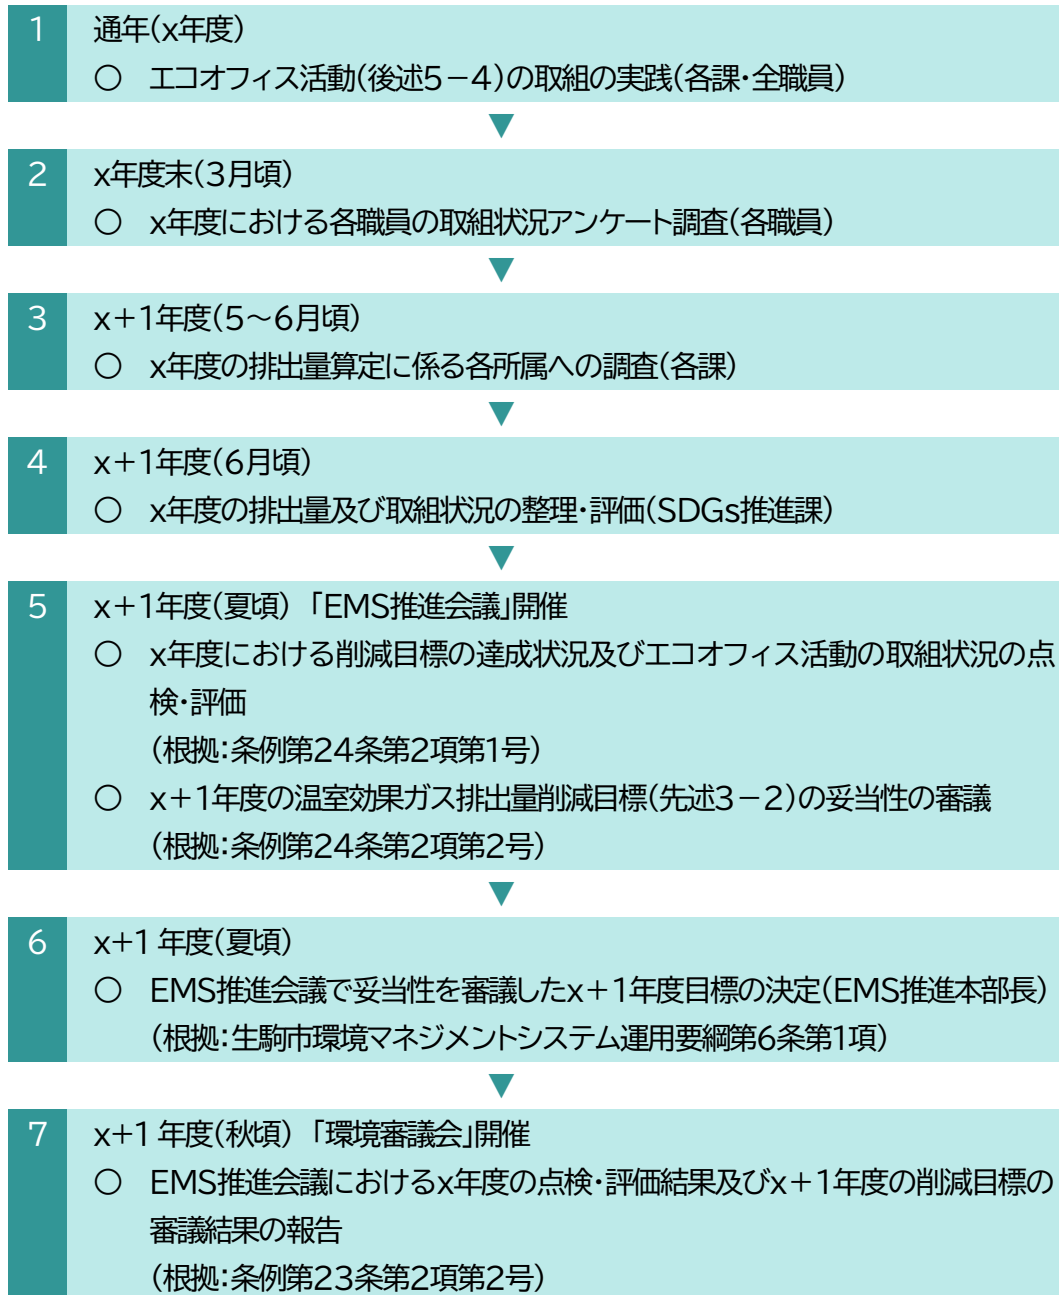 1 通年(x年度)
○ エコオフィス活動(後述5-4)の取組の実践(各課・全職員)
▼
2 x年度末(3月頃)
○ x年度における各職員の取組状況アンケート調査(各職員)
▼
3 x+1年度(5～6月頃)
○ x年度の排出量算定に係る各所属への調査(各課)
▼
4 x+1年度(6月頃)
○ x年度の排出量及び取組状況の整理・評価(SDGs推進課)
▼
5 x+1年度(夏頃) 「EMS推進会議」開催
○ x年度における削減目標の達成状況及びエコオフィス活動の取組状況の点
検・評価
(根拠:条例第24条第2項第1号)
○ x+1年度の温室効果ガス排出量削減目標(先述3-2)の妥当性の審議
(根拠:条例第24条第2項第2号)
▼
6 x+1年度(夏頃)
○ EMS推進会議で妥当性を審議したx+1年度目標の決定(EMS推進本部長)
(根拠:生駒市環境マネジメントシステム運用要綱第6条第1項)
▼
7 x+1年度(秋頃) 「環境審議会」開催
○ EMS推進会議におけるx年度の点検・評価結果及びx+1年度の削減目標の
審議結果の報告
(根拠:条例第23条第2項第2号)